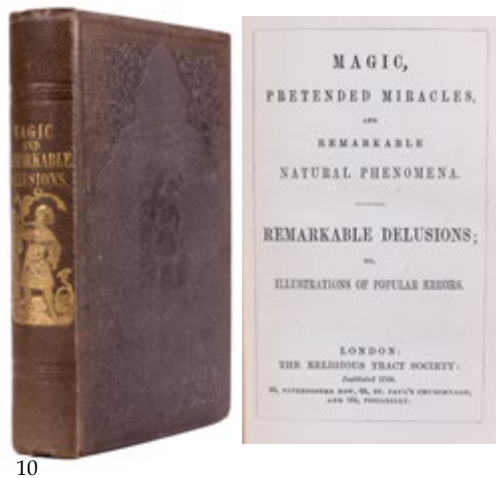 MAGIC
AND
REMARKABLE
DELUSIONS.
MAGIC,
PRETENDED MIRACLES,
AND
REMARKABLE
NATURAL PHENOMENA.
REMARKABLE DELUSIONS;
OR,
ILLUSTRATIONS OF POPULAR ERRORS.
LONDON:
THE RELIGIOUS TRACT SOCIETY:
Instituted 1799.
PATERNOSTER ROW, 65, ST. PAUL'S CHURCHYARD,
AND 164, PICCADILLY.
10